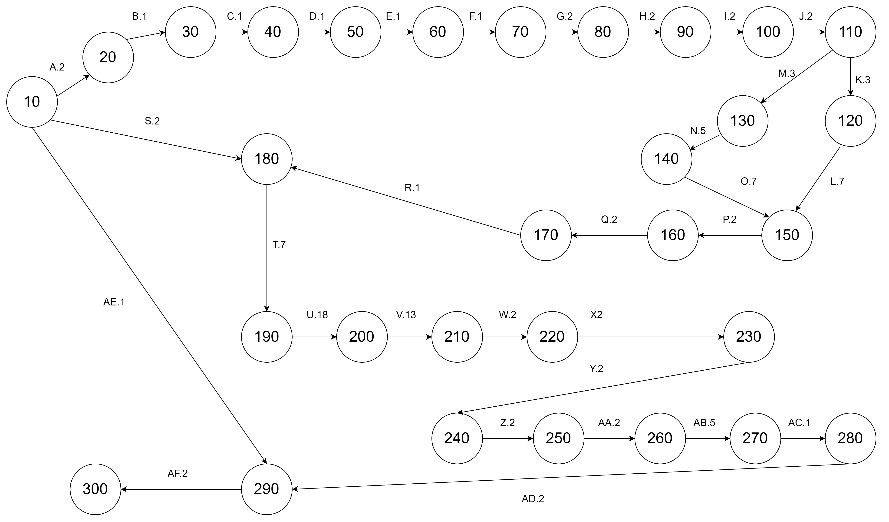 B.1 C.1 D.1 E.1 F.1 G.2 H.2 I.2 J.2
30 40 50 60 70 80 90 100 110
20
A.2
10
M.3 K.3
S.2
130 120
N.5
180 140
R.1 O.7 L.7
Q.2 P.2
170 160 150
T.7
AE.1
U.18 V.13 W.2 X2
190 200 210 220 230
Y.2
Z.2 AA.2 AB.5 AC.1
240 250 260 270 280
AF.2
300 290
AD.2